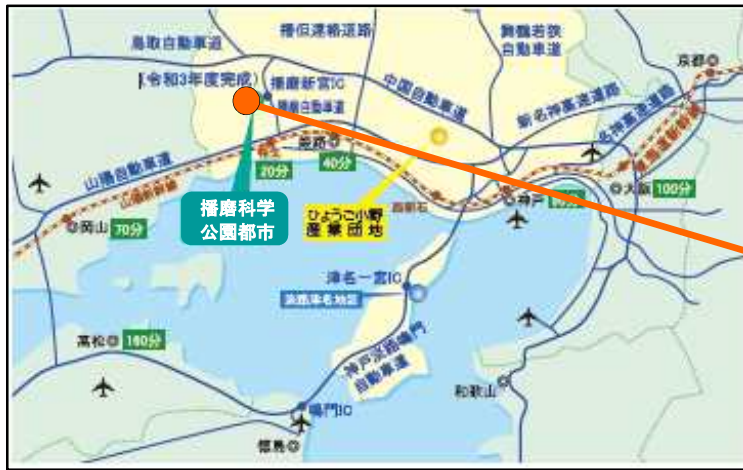 鳥取自動車道
播但連絡道路
舞鶴若狭
自動車道
京都
(令和3年度完成)
播磨新宮IC
播磨自動車道
中国自動車道
新名神高速道路
名神高速道路
山陽自動車道
山陽新幹線
姫路
相生
20分
40分
播磨科学
公園都市
ひょうご小野
産業団地
西明石
神戸
大阪
100分
岡山
70分
津名一宮IC
淡路津名地区
高松
160分
神戸淡路鳴門
自動車道
和歌山
鳴門IC
徳島